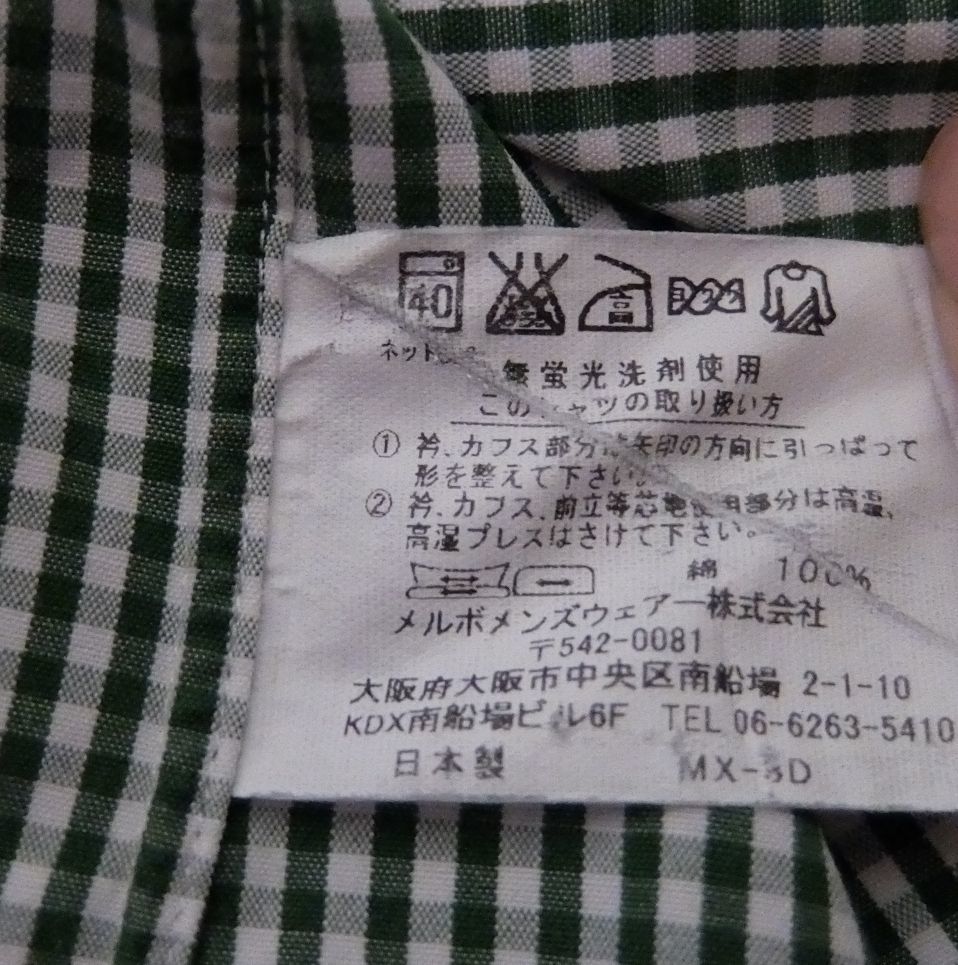 40 高
ネット
無蛍光洗剤使用
このシャツの取り扱い方
① 衿、カフス部分は矢印の方向に引っぱって
形を整えて下さい。
② 衿、カフス、前立等芯地使用部分は高温、
高湿プレスはさけて下さい。
綿 100%
メルボメンズウェアー株式会社
〒542-0081
大阪府大阪市中央区南船場 2-1-10
KDX南船場ビル6F TEL 06-6263-5410
日本製 MX-3D